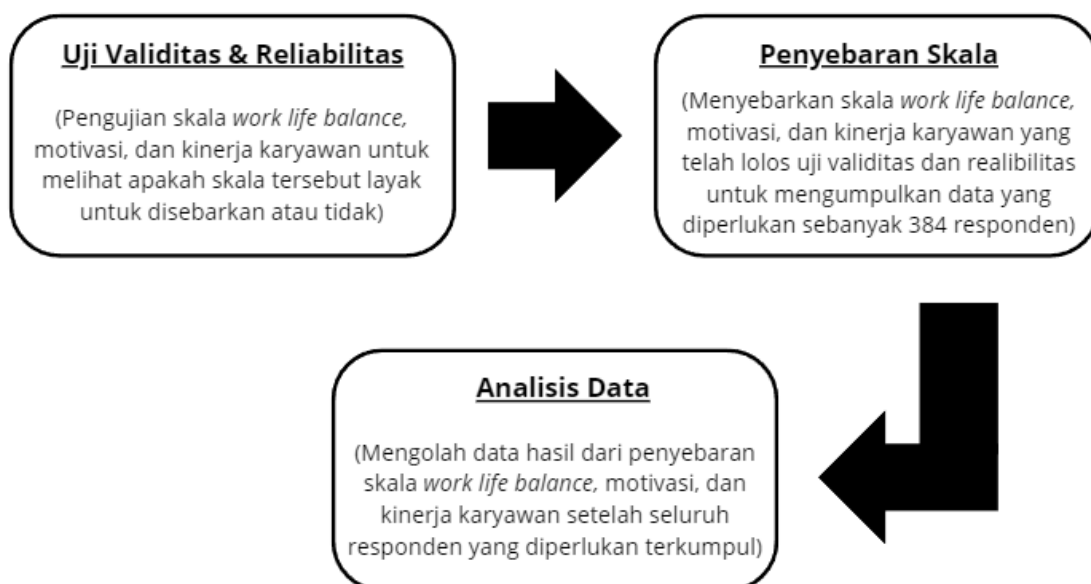 Uji Validitas & Reliabilitas
(Pengujian skala work life balance,
motivasi, dan kinerja karyawan untuk
melihat apakah skala tersebut layak
untuk disebarkan atau tidak)
Penyebaran Skala
(Menyebarkan skala work life balance,
motivasi, dan kinerja karyawan yang
telah lolos uji validitas dan realibilitas
untuk mengumpulkan data yang
diperlukan sebanyak 384 responden)
Analisis Data
(Mengolah data hasil dari penyebaran
skala work life balance, motivasi, dan
kinerja karyawan setelah seluruh
responden yang diperlukan terkumpul)